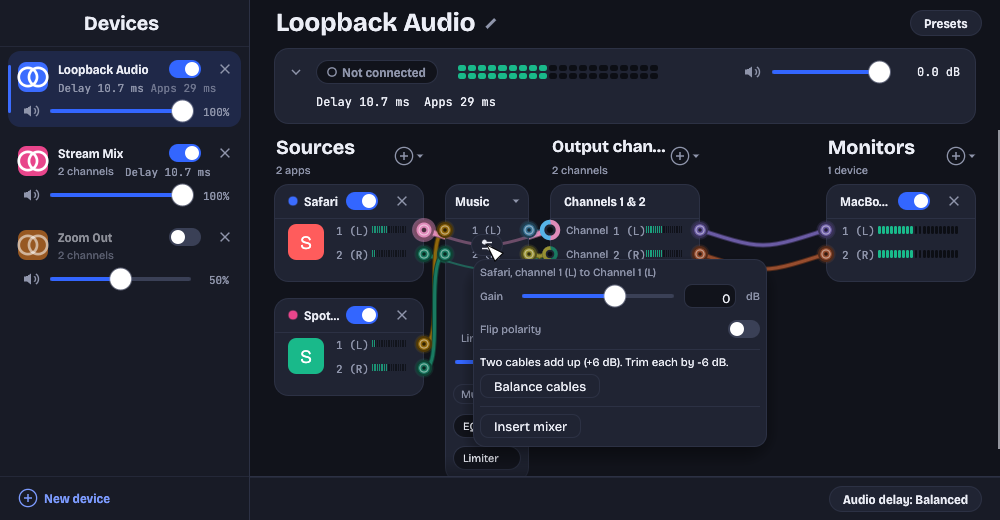 Devices
Loopback Audio
Delay 10.7 ms Apps 29 ms
100%
Stream Mix
2 channels Delay 10.7 ms
100%
Zoom Out
2 channels
50%
New device
Loopback Audio
Presets
Not connected
0.0 dB
Delay 10.7 ms Apps 29 ms
Sources
2 apps
Output chan...
2 channels
Monitors
1 device
Safari
S
1 (L)
2 (R)
Spot...
S
1 (L)
2 (R)
Music
1 (L)
2
Channels 1 & 2
Channel 1 (L)
Channel 2 (R)
MacBo...
1 (L)
2 (R)
Safari, channel 1 (L) to Channel 1 (L)
Gain
0
dB
Flip polarity
Two cables add up (+6 dB). Trim each by -6 dB.
Balance cables
Insert mixer
Limiter
Audio delay: Balanced